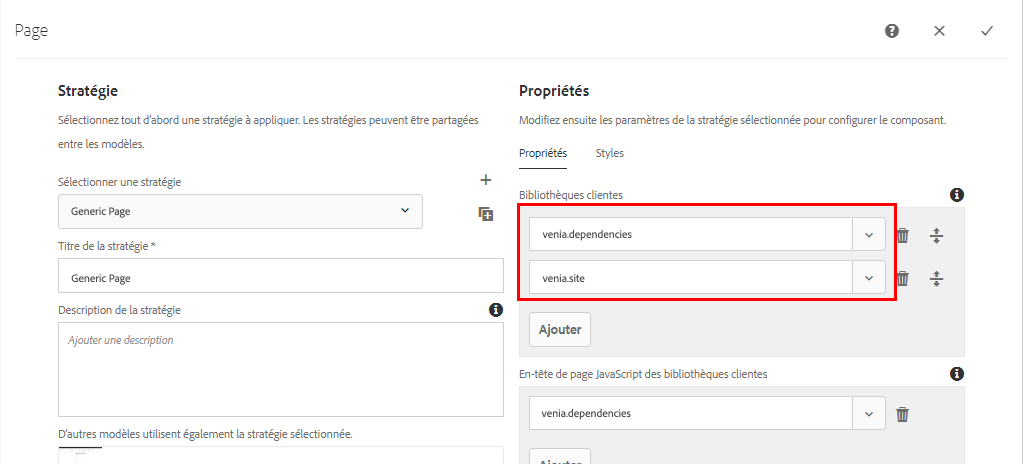 Page
Stratégie
Sélectionnez tout d'abord une stratégie à appliquer. Les stratégies peuvent être partagées
entre les modèles.
Sélectionner une stratégie
Generic Page
Titre de la stratégie *
Generic Page
Description de la stratégie
Ajouter une description
D'autres modèles utilisent également la stratégie sélectionnée.
Propriétés
Modifiez ensuite les paramètres de la stratégie sélectionnée pour configurer le composant.
Propriétés Styles
Bibliothèques clientes
venia.dependencies
venia.site
Ajouter
En-tête de page JavaScript des bibliothèques clientes
venia.dependencies
Ajouter